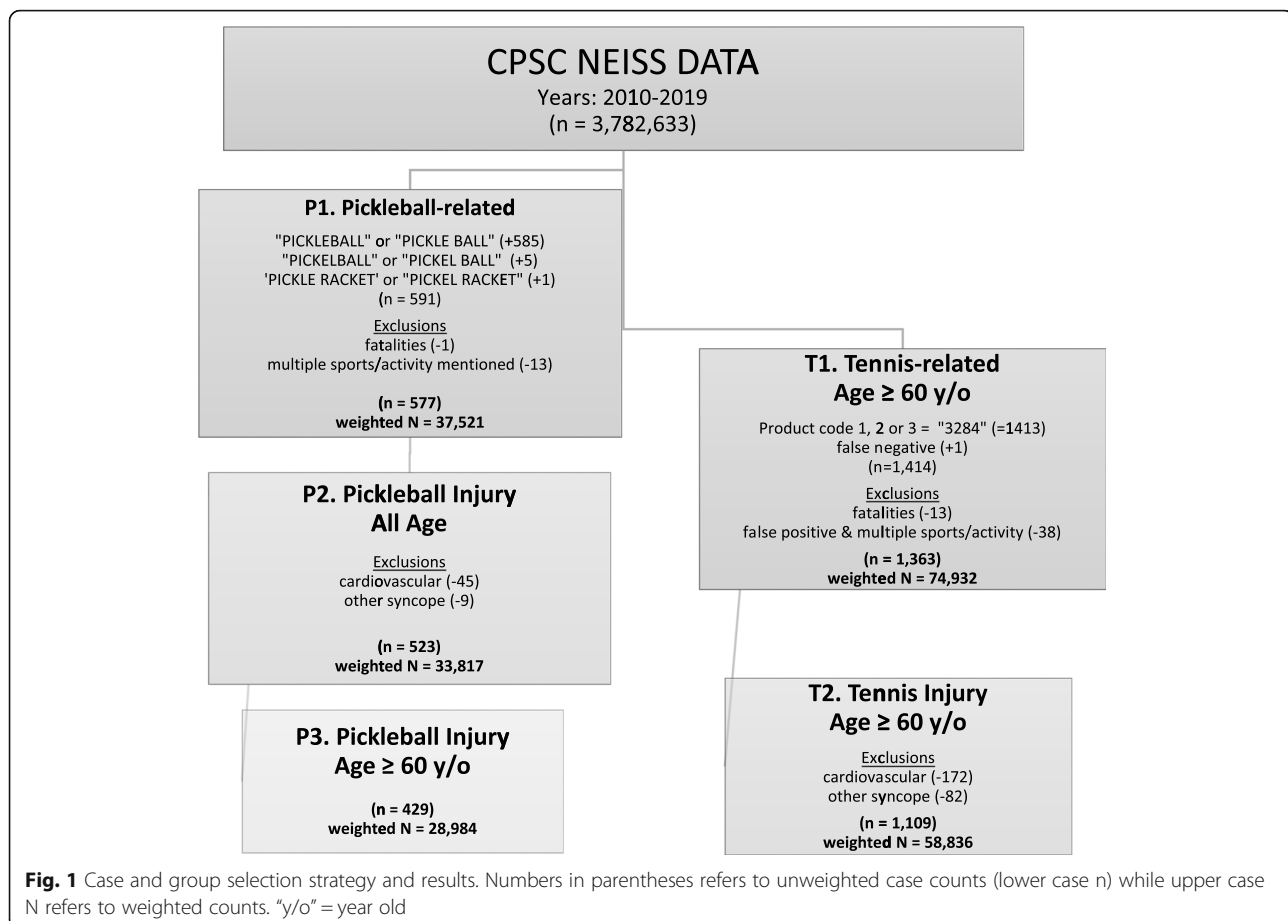 CPSC NEISS DATA
Years: 2010-2019
(n = 3,782,633)
P1. Pickleball-related
"PICKLEBALL" or "PICKLE BALL" (+585)
"PICKELBALL" or "PICKEL BALL" (+5)
'PICKLE RACKET' or "PICKEL RACKET" (+1)
(n = 591)
Exclusions
fatalities (-1)
multiple sports/activity mentioned (-13)
(n = 577)
weighted N = 37,521
P2. Pickleball Injury
All Age
Exclusions
cardiovascular (-45)
other syncope (-9)
(n = 523)
weighted N = 33,817
P3. Pickleball Injury
Age ≥ 60 y/o
(n = 429)
weighted N = 28,984
T1. Tennis-related
Age ≥ 60 y/o
Product code 1, 2 or 3 = "3284" (=1413)
false negative (+1)
(n=1,414)
Exclusions
fatalities (-13)
false positive & multiple sports/activity (-38)
(n = 1,363)
weighted N = 74,932
T2. Tennis Injury
Age ≥ 60 y/o
Exclusions
cardiovascular (-172)
other syncope (-82)
(n = 1,109)
weighted N = 58,836
Fig. 1 Case and group selection strategy and results. Numbers in parentheses refers to unweighted case counts (lower case n) while upper case
N refers to weighted counts. “y/o” = year old